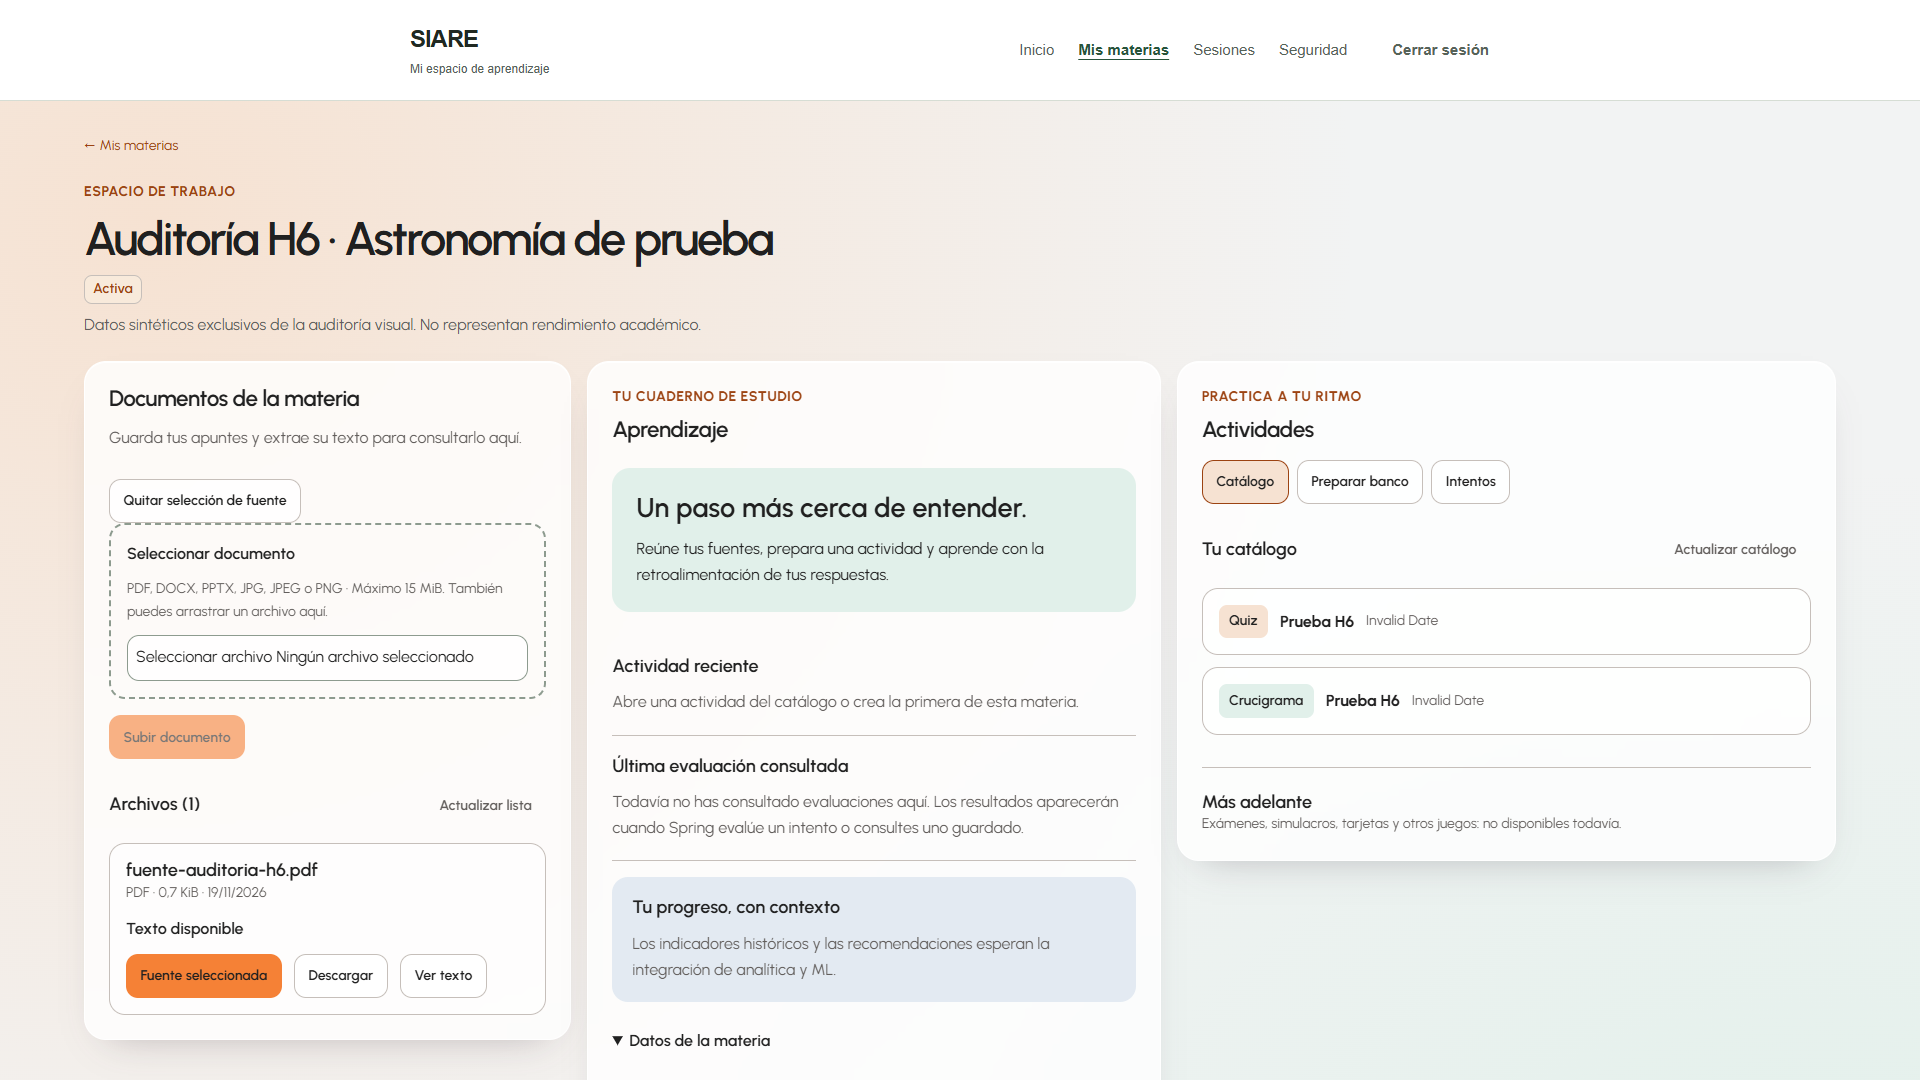 SIARE
Mi espacio de aprendizaje
Inicio
Mis materias
Sesiones
Seguridad
Cerrar sesión
← Mis materias
ESPACIO DE TRABAJO
Auditoría H6 · Astronomía de prueba
Activa
Datos sintéticos exclusivos de la auditoría visual. No representan rendimiento académico.
Documentos de la materia
Guarda tus apuntes y extrae su texto para consultarlo aquí.
Quitar selección de fuente
Seleccionar documento
PDF, DOCX, PPTX, JPG, JPEG o PNG · Máximo 15 MiB. También
puedes arrastrar un archivo aquí.
Seleccionar archivo Ningún archivo seleccionado
Subir documento
Archivos (1)
Actualizar lista
fuente-auditoria-h6.pdf
PDF · 0,7 KiB · 19/11/2026
Texto disponible
Fuente seleccionada
Descargar
Ver texto
TU CUADERNO DE ESTUDIO
Aprendizaje
Un paso más cerca de entender.
Reúne tus fuentes, prepara una actividad y aprende con la
retroalimentación de tus respuestas.
Actividad reciente
Abre una actividad del catálogo o crea la primera de esta materia.
Última evaluación consultada
Todavía no has consultado evaluaciones aquí. Los resultados aparecerán
cuando Spring evalúe un intento o consultes uno guardado.
Tu progreso, con contexto
Los indicadores históricos y las recomendaciones esperan la
integración de analítica y ML.
▼ Datos de la materia
PRACTICA A TU RITMO
Actividades
Catálogo
Preparar banco
Intentos
Tu catálogo
Actualizar catálogo
Quiz
Prueba H6
Invalid Date
Crucigrama
Prueba H6
Invalid Date
Más adelante
Exámenes, simulacros, tarjetas y otros juegos: no disponibles todavía.